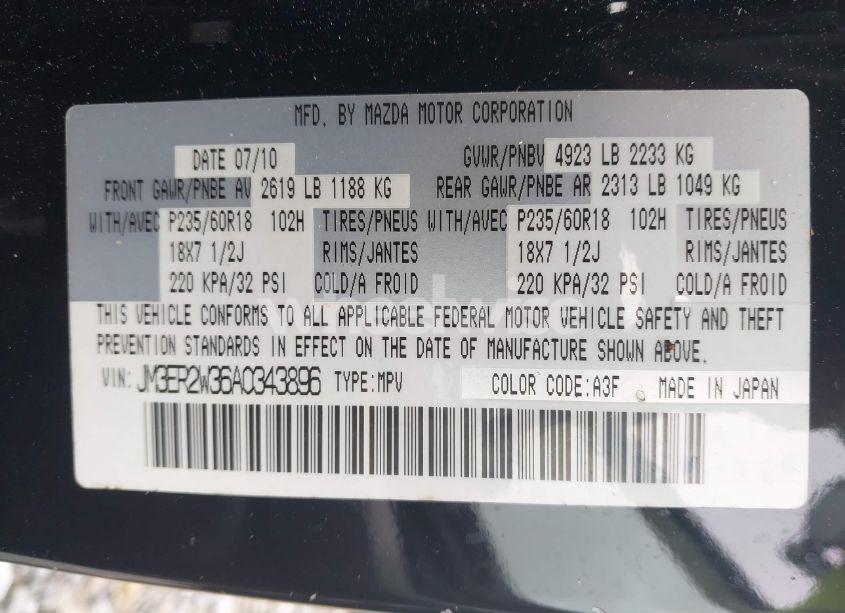 MFD. BY MAZDA MOTOR CORPORATION
DATE 07/10 GVWR/PNBV 4923 LB 2233 KG
FRONT GAWR/PNBE AV 2619 LB 1188 KG REAR GAWR/PNBE AR 2313 LB 1049 KG
WITH/AVEC P235/60R18 102H TIRES/PNEUS WITH/AVEC P235/60R18 102H TIRES/PNEUS
18X7 1/2J RIMS/JANTES 18X7 1/2J RIMS/JANTES
220 KPA/32 PSI COLD/A FROID 220 KPA/32 PSI COLD/A FROID
THIS VEHICLE CONFORMS TO ALL APPLICABLE FEDERAL MOTOR VEHICLE SAFETY AND THEFT
PREVENTION STANDARDS IN EFFECT ON THE DATE OF MANUFACTURE SHOWN ABOVE.
VIN: JM3ER2W36A0343896 TYPE:MPV COLOR CODE:A3F MADE IN JAPAN